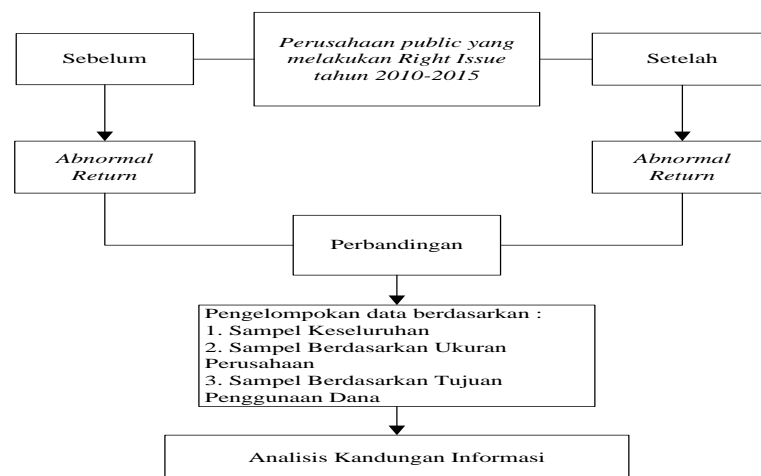 Sebelum
Perusahaan public yang
melakukan Right Issue
tahun 2010-2015
Setelah
Abnormal
Return
Abnormal
Return
Perbandingan
Pengelompokan data berdasarkan :
1. Sampel Keseluruhan
2. Sampel Berdasarkan Ukuran
Perusahaan
3. Sampel Berdasarkan Tujuan
Penggunaan Dana
Analisis Kandungan Informasi